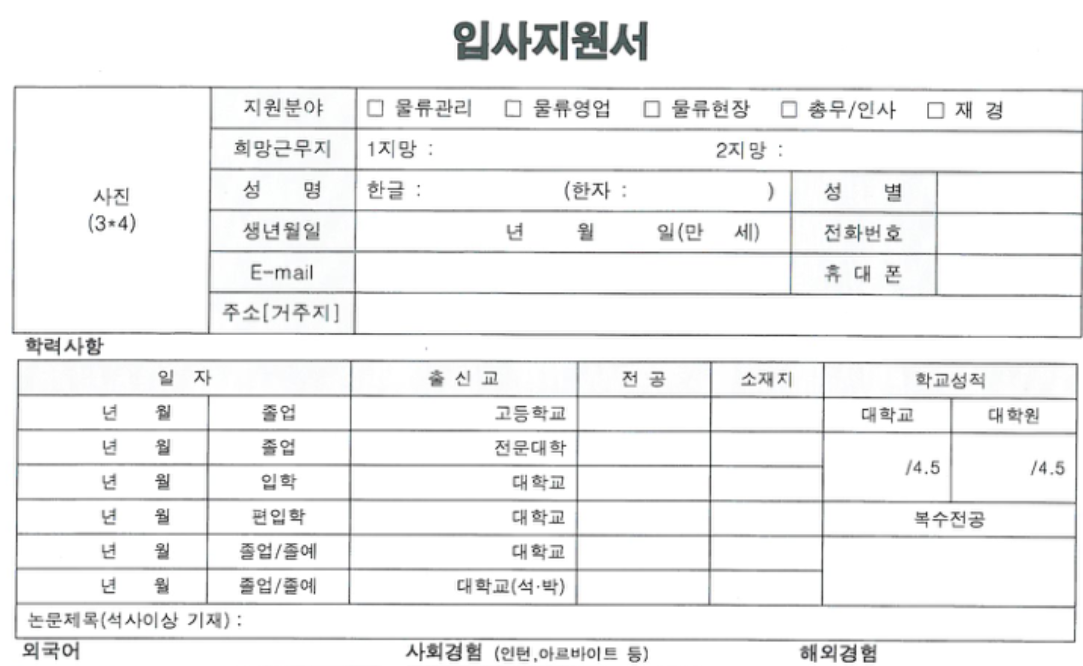 입사지원서
지원분야 □ 물류관리 □ 물류영업 □ 물류현장 □ 총무/인사 □ 재 경
희망근무지 1지망 : 2지망 :
사진
(3*4)
성 명 한글 : (한자 : ) 성 별
생년월일 년 월 일(만 세) 전화번호
E-mail 휴 대 폰
주소[거주지]
학력사항
일 자 출 신 교 전 공 소재지 학교성적
년 월 졸업 고등학교 대학교 대학원
년 월 졸업 전문대학
/4.5 /4.5
년 월 입학 대학교
년 월 편입학 대학교 복수전공
년 월 졸업/졸예 대학교
년 월 졸업/졸예 대학교(석·박)
논문제목(석사이상 기재) :
외국어 사회경험 (인턴,아르바이트 등) 해외경험